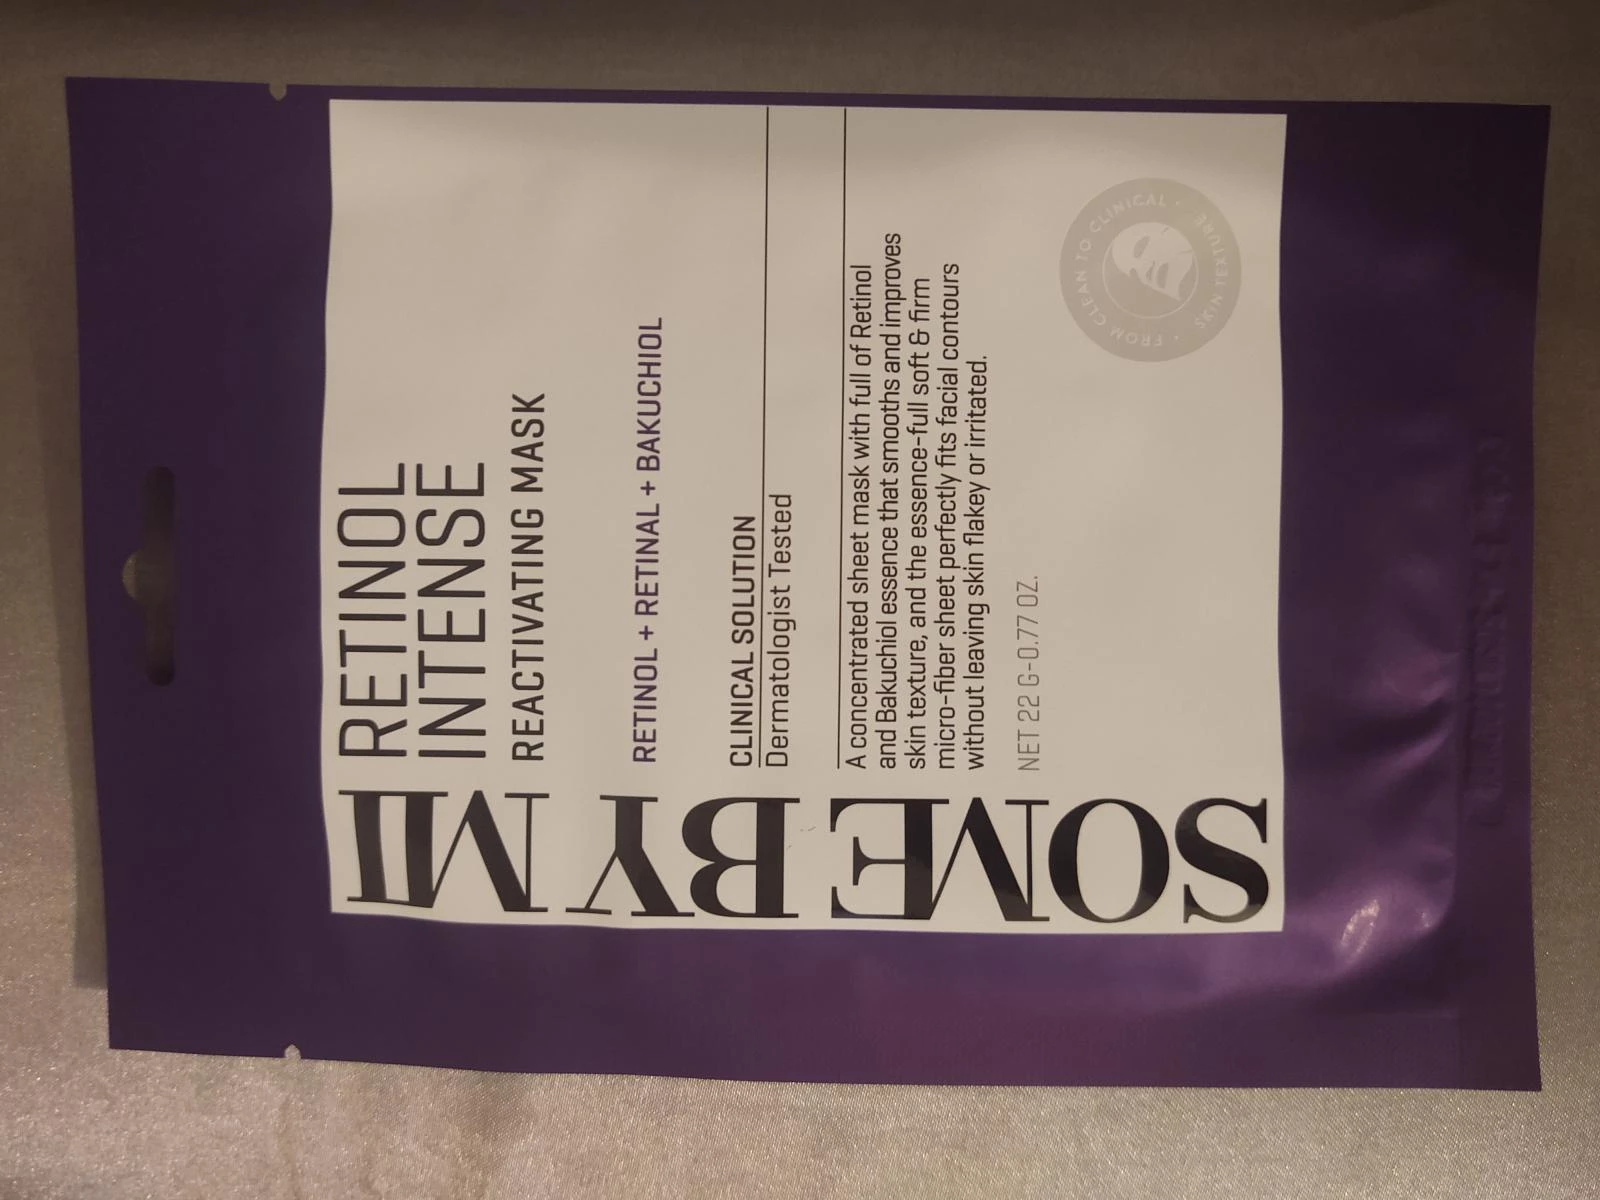 RETINOL
INTENSE
REACTIVATING MASK
RETINOL + RETINAL + BAKUCHIOL
CLINICAL SOLUTION
Dermatologist Tested
A concentrated sheet mask with full of Retinol
and Bakuchiol essence that smooths and improves
skin texture, and the essence-full soft & firm
micro-fiber sheet perfectly fits facial contours
without leaving skin flakey or irritated.
NET 22 G-0.77 OZ.
SOME BY MI
· FROM CLEAN TO CLINICAL ·
SKIN TEXTURE